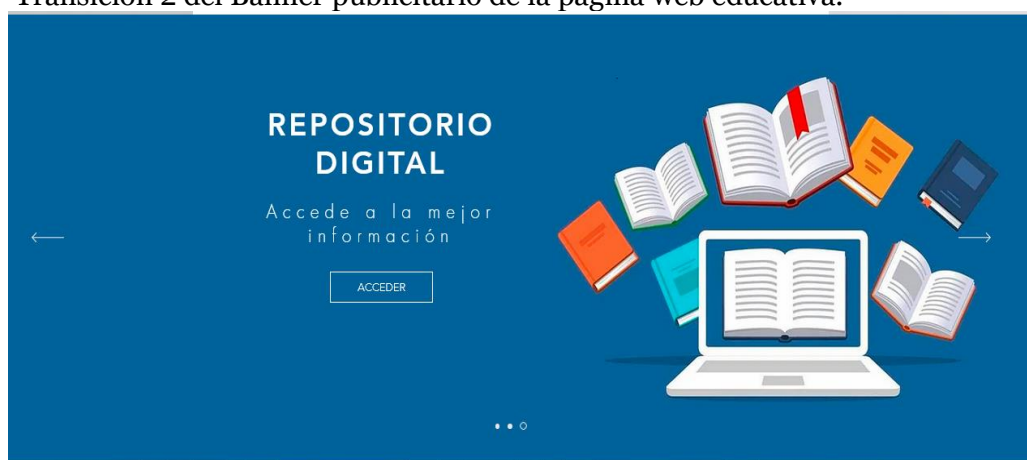 Transición 2 del Banner publicitario de la página web educativa.
REPOSITORIO
DIGITAL
Accede a la mejor
información
ACCEDER